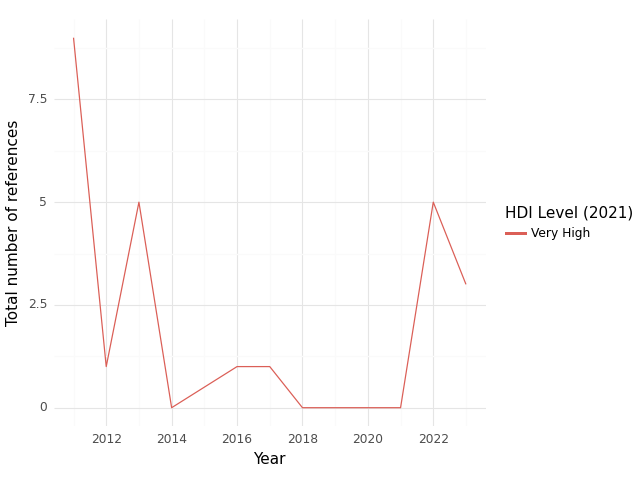 7.5
5
2.5
0
Total number of references
2012 2014 2016 2018 2020 2022
Year
HDI Level (2021)
Very High